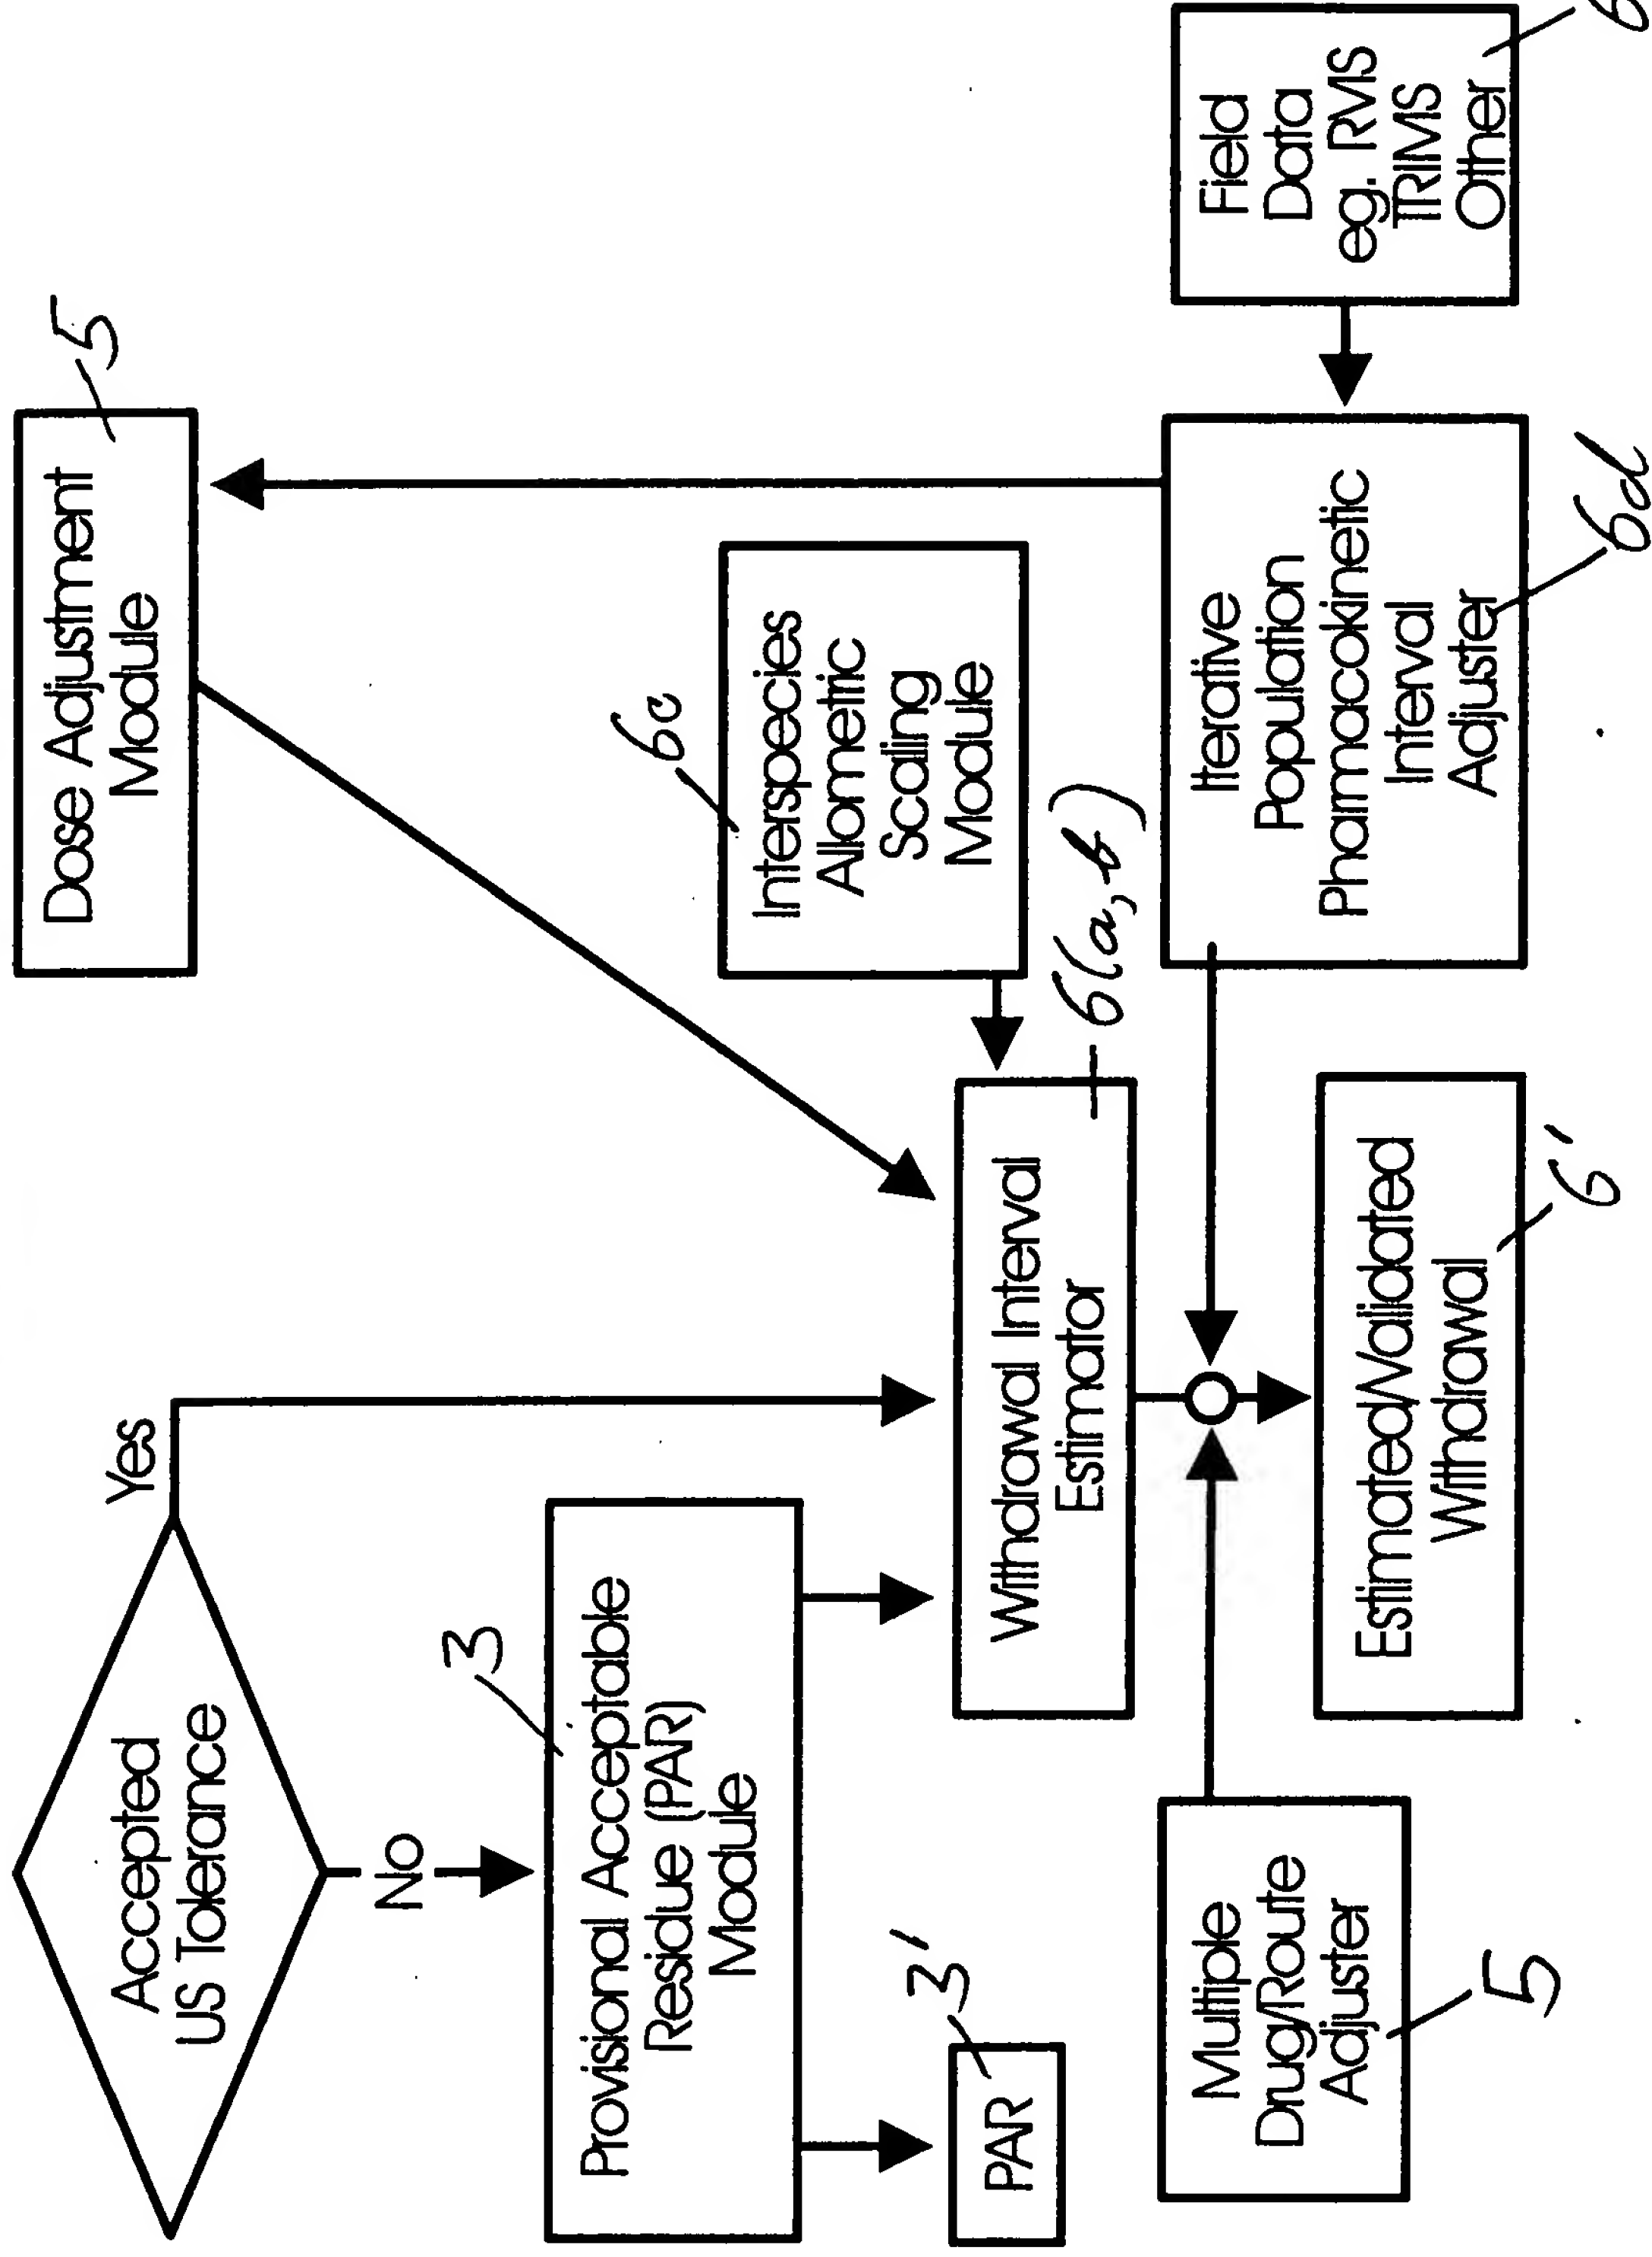 Accepted
US Tolerance
Yes
No
3
Provisional Acceptable
Residue (PAR)
Module
3'
PAR
Dose Adjustment
Module
5
6c
Interspecies
Allometric
Scaling
Module
Withdrawal Interval
Estimator
6(a,b)
Multiple
Drug/Route
Adjuster
5
Estimated/Validated
Withdrawal
6'
Iterative
Population
Phamacokinetic
Interval
Adjuster
6d
Field
Data
eg. RVIS
TRIMS
Other